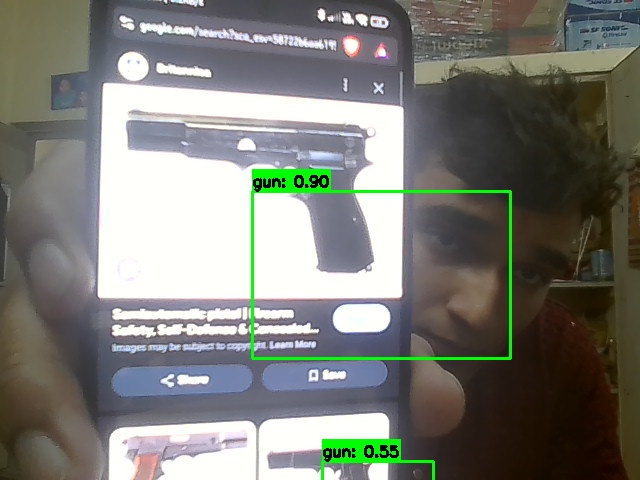 google.com/search?sca_esv=58722b6aa619
Britannica
gun: 0.90
Semiautomatic pistol | Firearm
Safety, Self-Defense & Concealed...
Images may be subject to copyright. Learn More
Share
Save
gun: 0.55